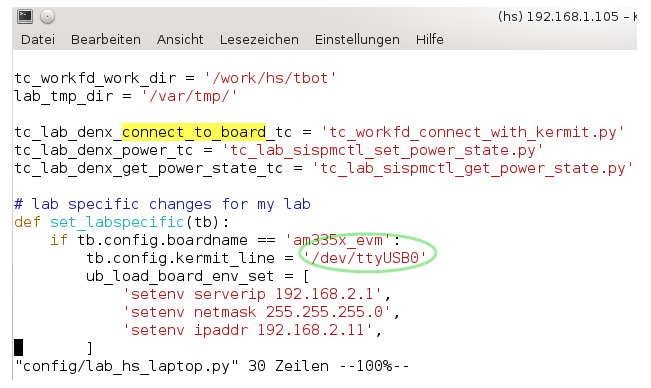 (hs) 192.168.1.105 – K
Datei Bearbeiten Ansicht Lesezeichen Einstellungen Hilfe
tc_workfd_work_dir = '/work/hs/tbot'
lab_tmp_dir = '/var/tmp/'
tc_lab_denx_connect_to_board_tc = 'tc_workfd_connect_with_kermit.py'
tc_lab_denx_power_tc = 'tc_lab_sispmctl_set_power_state.py'
tc_lab_denx_get_power_state_tc = 'tc_lab_sispmctl_get_power_state.py'
# lab specific changes for my lab
def set_labspecific(tb):
    if tb.config.boardname == 'am335x_evm':
        tb.config.kermit_line = '/dev/ttyUSB0'
        ub_load_board_env_set = [
            'setenv serverip 192.168.2.1',
            'setenv netmask 255.255.255.0',
            'setenv ipaddr 192.168.2.11',
        ]
"config/lab_hs_laptop.py" 30 Zeilen --100%--